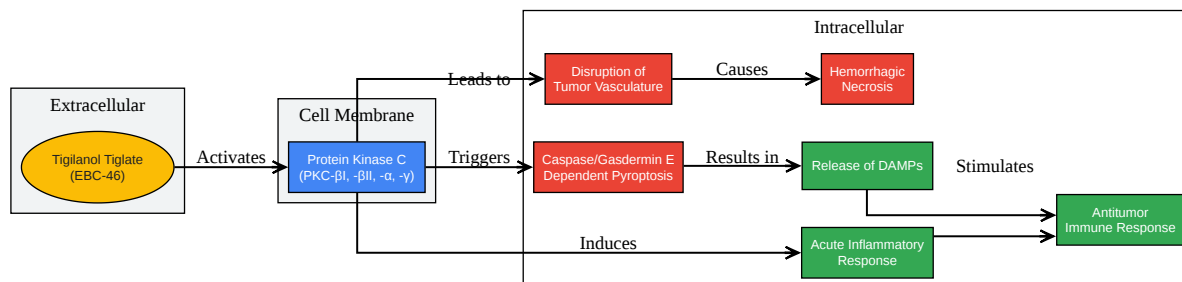 Intracellular
Extracellular
Cell Membrane
Tigilanol Tiglate
(EBC-46)
Activates
Protein Kinase C
(PKC-βI, -βII, -α, -γ)
Leads to
Disruption of
Tumor Vasculature
Causes
Hemorrhagic
Necrosis
Triggers
Caspase/Gasdermin E
Dependent Pyroptosis
Results in
Release of DAMPs
Stimulates
Induces
Acute Inflammatory
Response
Antitumor
Immune Response